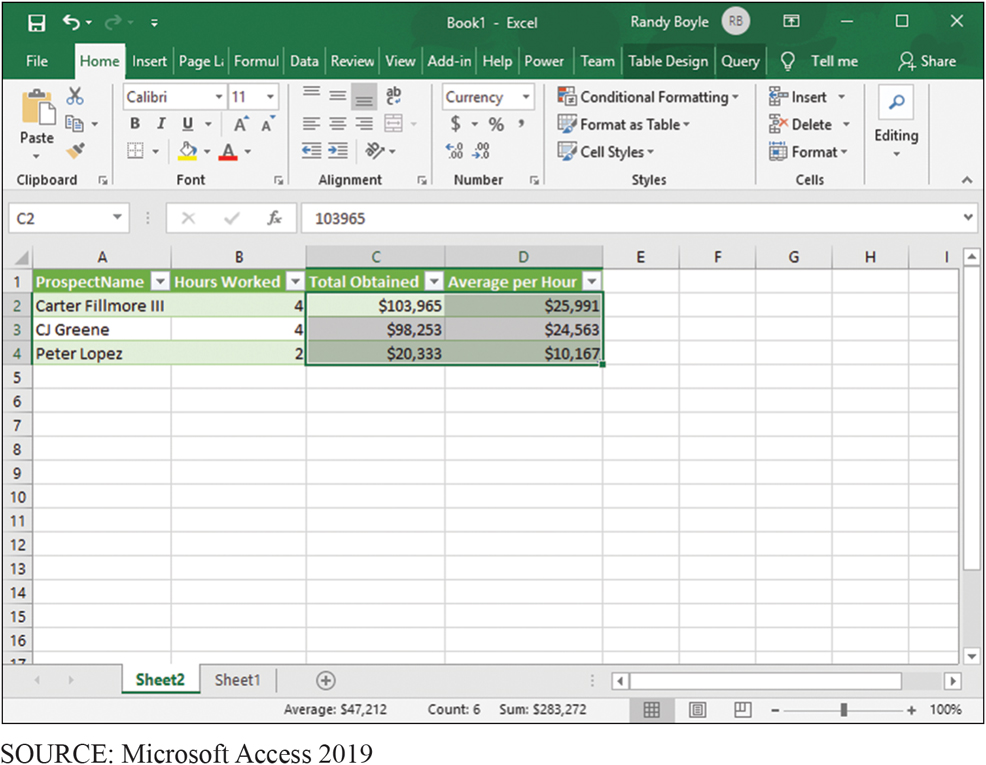 Book1 - Excel Randy Boyle RB
File Home Insert Page L Formul Data Review View Add-in Help Power Team Table Design Query Tell me Share
Calibri 11 ab Currency Conditional Formatting Insert
Paste B I U A A $ % , Format as Table Delete Editing
A .00 .00 Cell Styles Format
Clipboard Font Alignment Number Styles Cells
C2 fx 103965
A B C D E F G H I
1 ProspectName Hours Worked Total Obtained Average per Hour
2 Carter Fillmore III 4 $103,965 $25,991
3 CJ Greene 4 $98,253 $24,563
4 Peter Lopez 2 $20,333 $10,167
5
6
7
8
9
10
11
12
13
14
15
16
17
Sheet2 Sheet1
Average: $47,212 Count: 6 Sum: $283,272 100%
SOURCE: Microsoft Access 2019